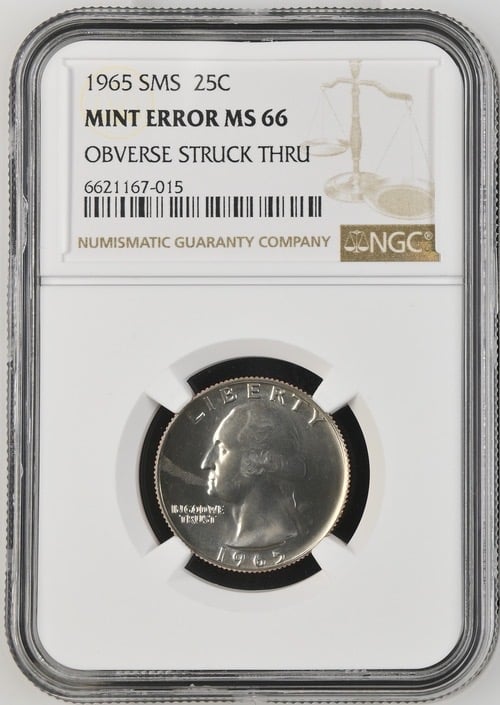 1965 SMS 25C
MINT ERROR MS 66
OBVERSE STRUCK THRU
6621167-015
NUMISMATIC GUARANTY COMPANY
NGC®
LIBERTY
IN GOD WE
TRUST
1965